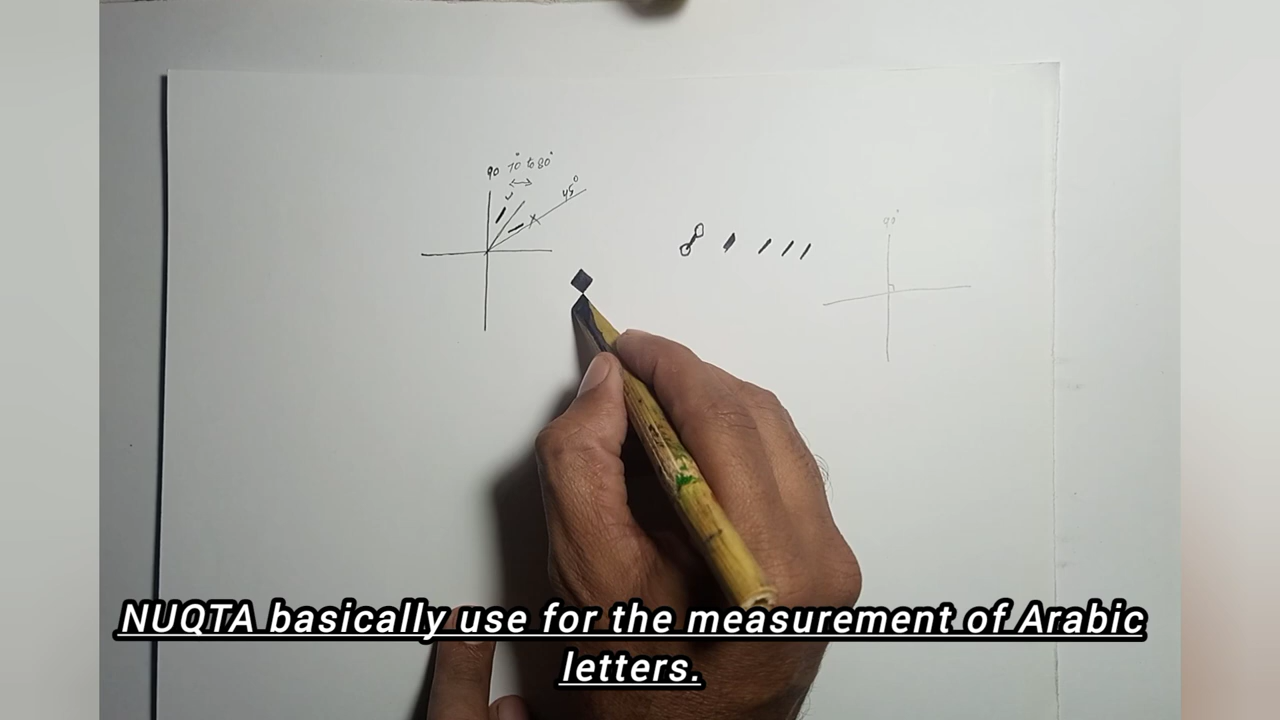 90° 70° to 80°
45°
90°
NUQTA basically use for the measurement of Arabic
letters.